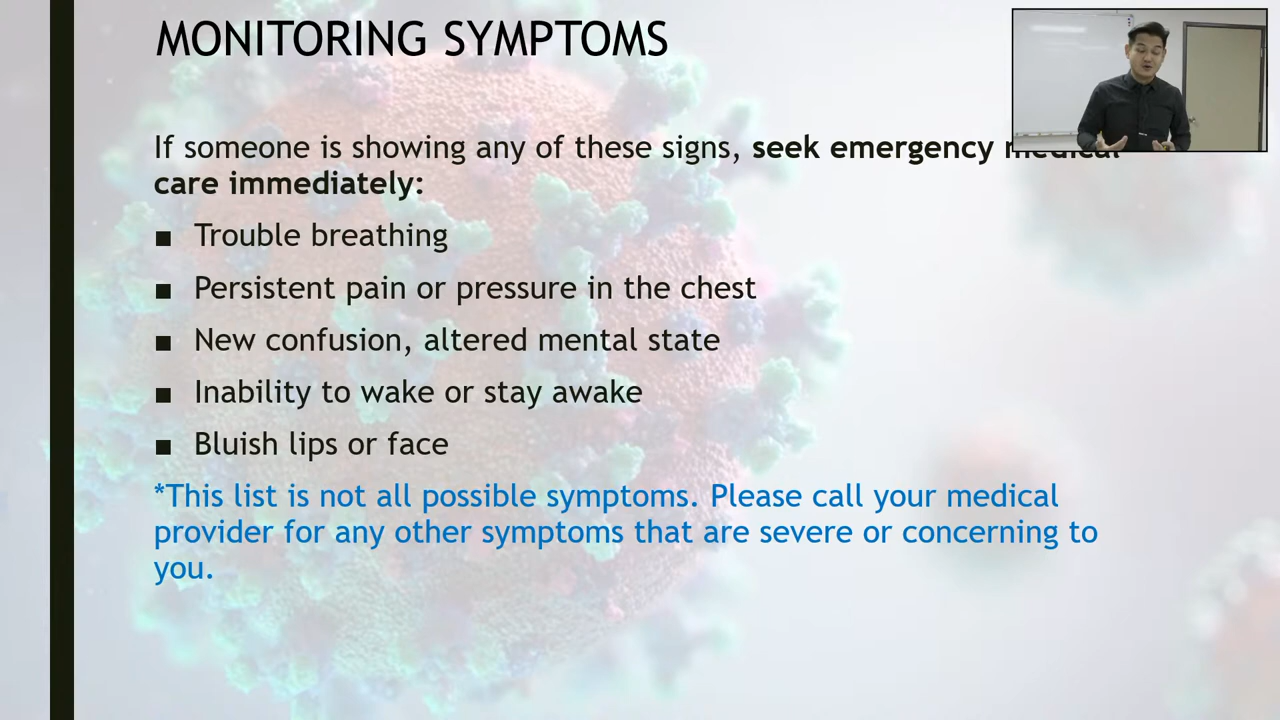 MONITORING SYMPTOMS
If someone is showing any of these signs, seek emergency
care immediately:
■ Trouble breathing
■ Persistent pain or pressure in the chest
■ New confusion, altered mental state
■ Inability to wake or stay awake
■ Bluish lips or face
*This list is not all possible symptoms. Please call your medical
provider for any other symptoms that are severe or concerning to
you.